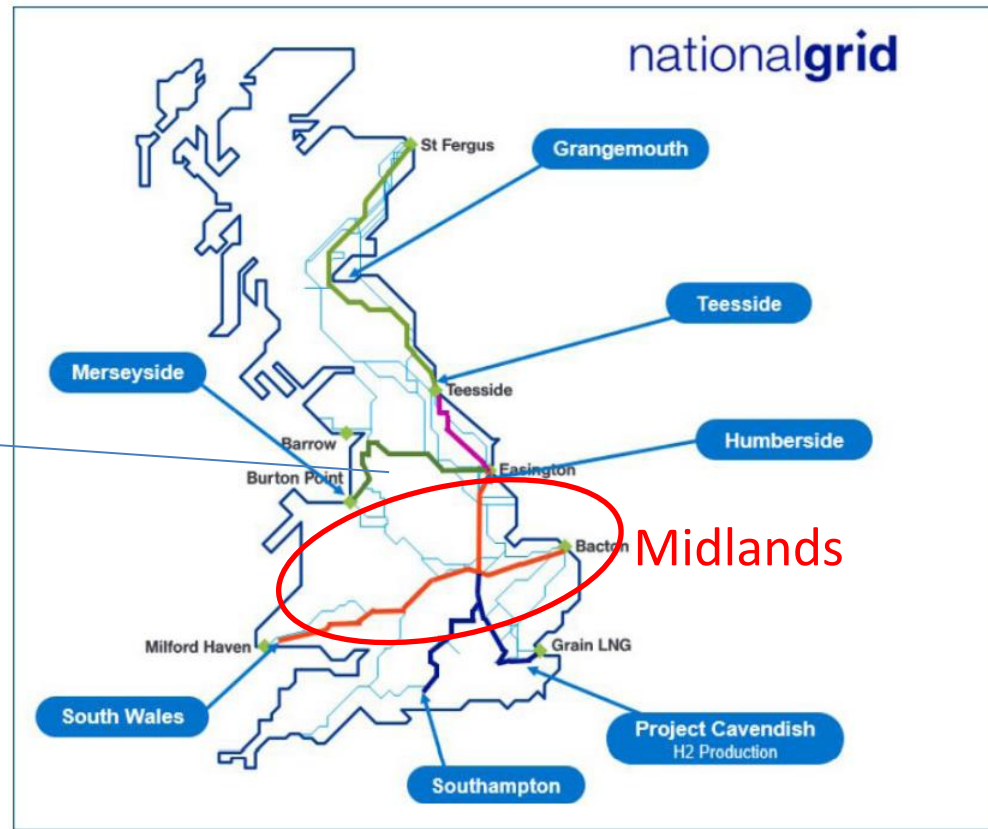 nationalgrid
St Fergus
Grangemouth
Teesside
Merseyside
Teesside
Barrow
Humberside
Easington
Burton Point
Bacton
Midlands
Milford Haven
Grain LNG
South Wales
Project Cavendish
H2 Production
Southampton